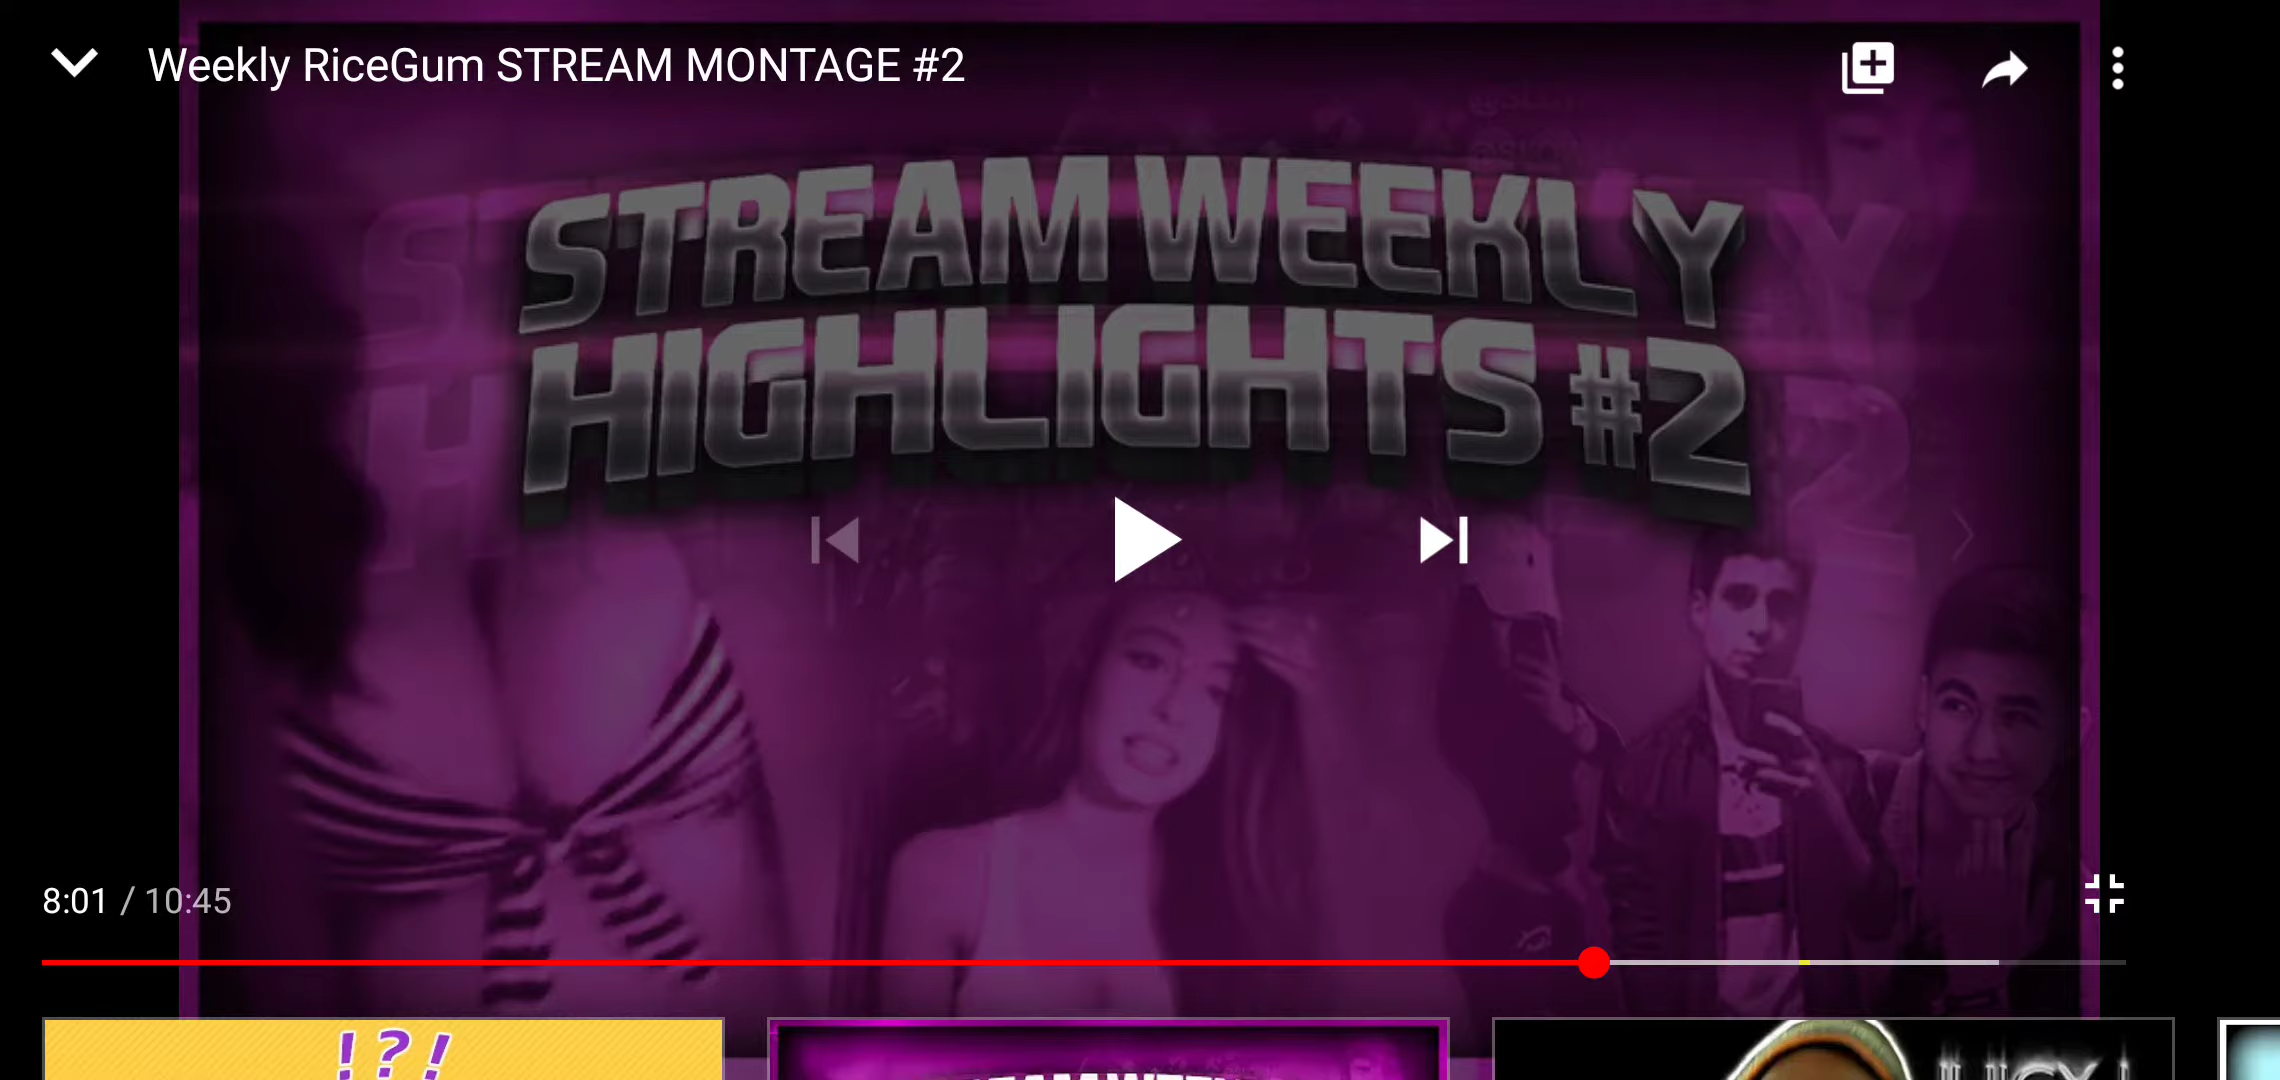 Weekly RiceGum STREAM MONTAGE #2
STREAM WEEKLY
HIGHLIGHTS #2
8:01 / 10:45
!?!